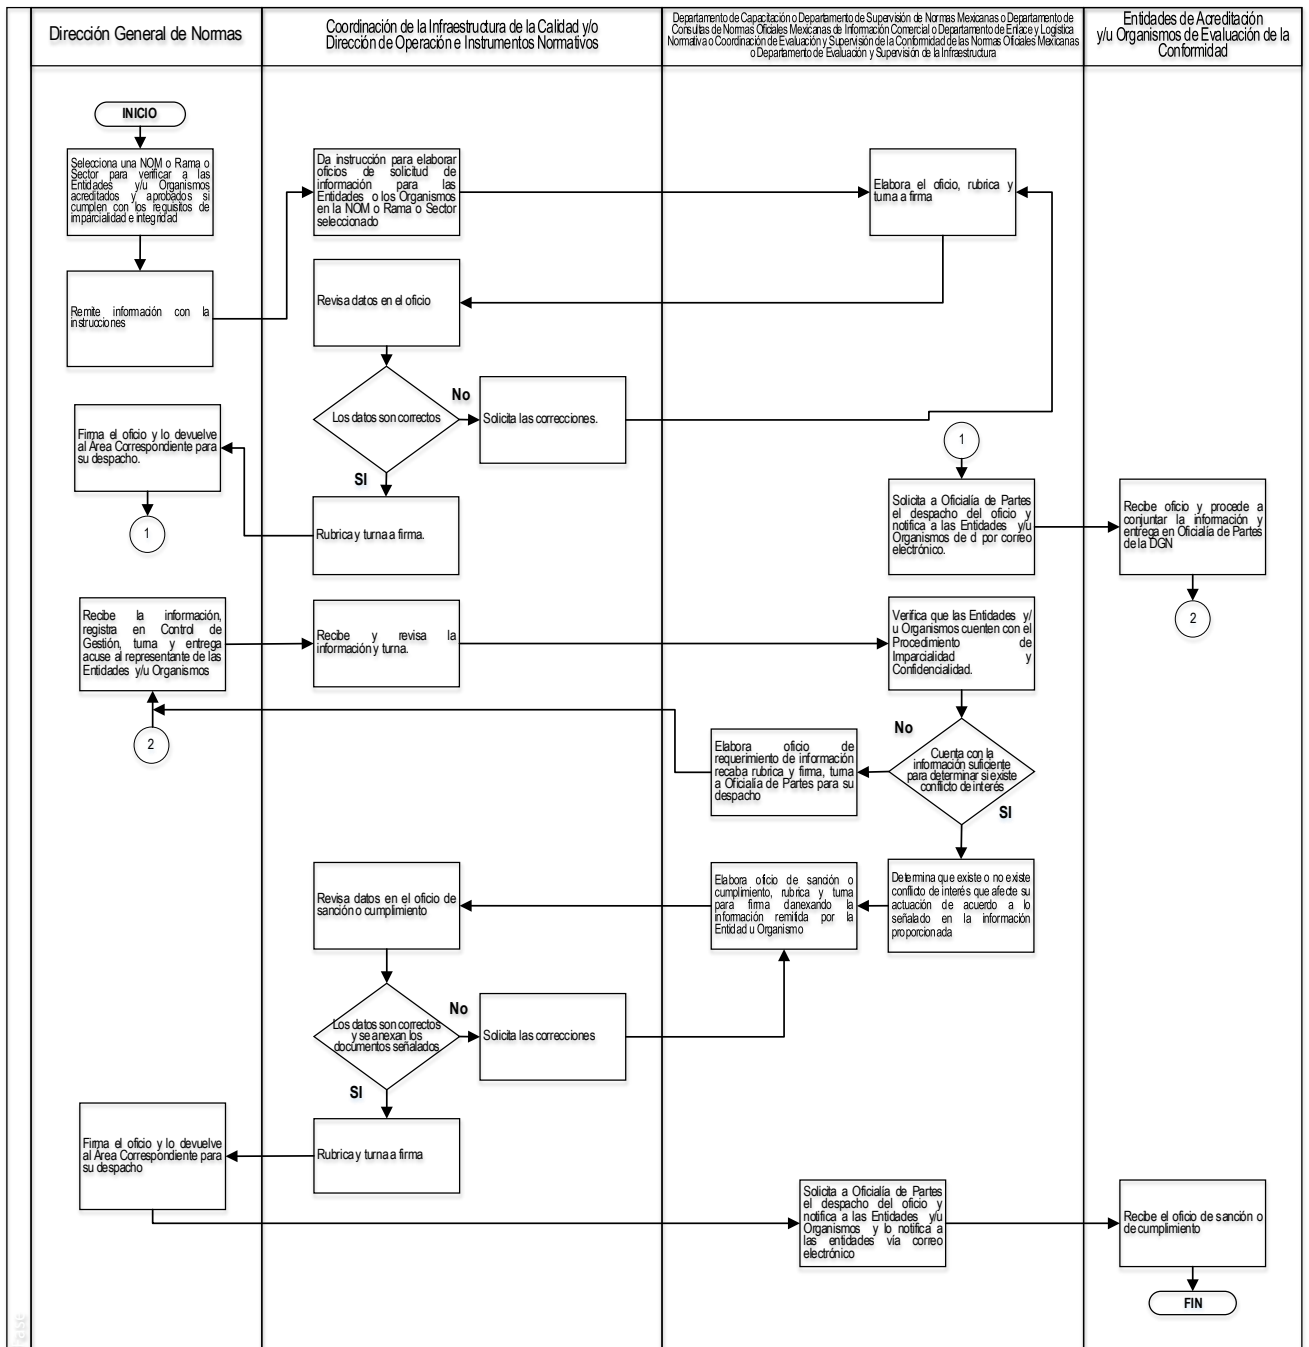 Dirección General de Normas
Coordinación de la Infraestructura de la Calidad y/o
Dirección de Operación e Instrumentos Normativos
Departamento de Capacitación o Departamento de Supervisión de Normas Mexicanas o Departamento de
Consultas de Normas Oficiales Mexicanas de Información Comercial o Departamento de Enlace y Logística
Normativa o Coordinación de Evaluación y Supervisión de la Conformidad de las Normas Oficiales Mexicanas
o Departamento de Evaluación y Supervisión de la Infraestructura
Entidades de Acreditación
y/u Organismos de Evaluación de la
Conformidad
INICIO
Selecciona una NOM o Rama o
Sector para verificar a las
Entidades y/u Organismos
acreditados y aprobados si
cumplen con los requisitos de
imparcialidad e integridad
Da instrucción para elaborar
oficios de solicitud de
información para las
Entidades o los Organismos
en la NOM o Rama o Sector
seleccionado
Elabora el oficio, rubrica y
turna a firma
Remite información con la
instrucciones
Revisa datos en el oficio
Los datos son correctos
No
Solicita las correcciones.
SI
Firma el oficio y lo devuelve
al Área Correspondiente para
su despacho.
1
Rubrica y turna a firma.
1
Solicita a Oficialía de Partes
el despacho del oficio y
notifica a las Entidades y/u
Organismos de d por correo
electrónico.
Recibe oficio y procede a
conjuntar la información y
entrega en Oficialía de Partes
de la DGN
2
Recibe la información,
registra en Control de
Gestión, turna y entrega
acuse al representante de las
Entidades y/u Organismos
Recibe y revisa la
información y turna.
Verifica que las Entidades y/
u Organismos cuenten con el
Procedimiento de
Imparcialidad y
Confidencialidad.
2
No
Cuenta con la
información suficiente
para determinar si existe
conflicto de interés
SI
Elabora oficio de
requerimiento de información
recaba rubrica y firma, turna
a Oficialía de Partes para su
despacho
Determina que existe o no existe
conflicto de interés que afecte su
actuación de acuerdo a lo
señalado en la información
proporcionada
Elabora oficio de sanción o
cumplimiento, rubrica y turna
para firma danexando la
información remitida por la
Entidad u Organismo
Revisa datos en el oficio de
sanción o cumplimiento
Los datos son correctos
y se anexan los
documentos señalados
No
Solicita las correcciones
SI
Rubrica y turna a firma
Firma el oficio y lo devuelve
al Área Correspondiente para
su despacho
Solicita a Oficialía de Partes
el despacho del oficio y
notifica a las Entidades y/u
Organismos y lo notifica a
las entidades vía correo
electrónico
Recibe el oficio de sanción o
de cumplimiento
FIN